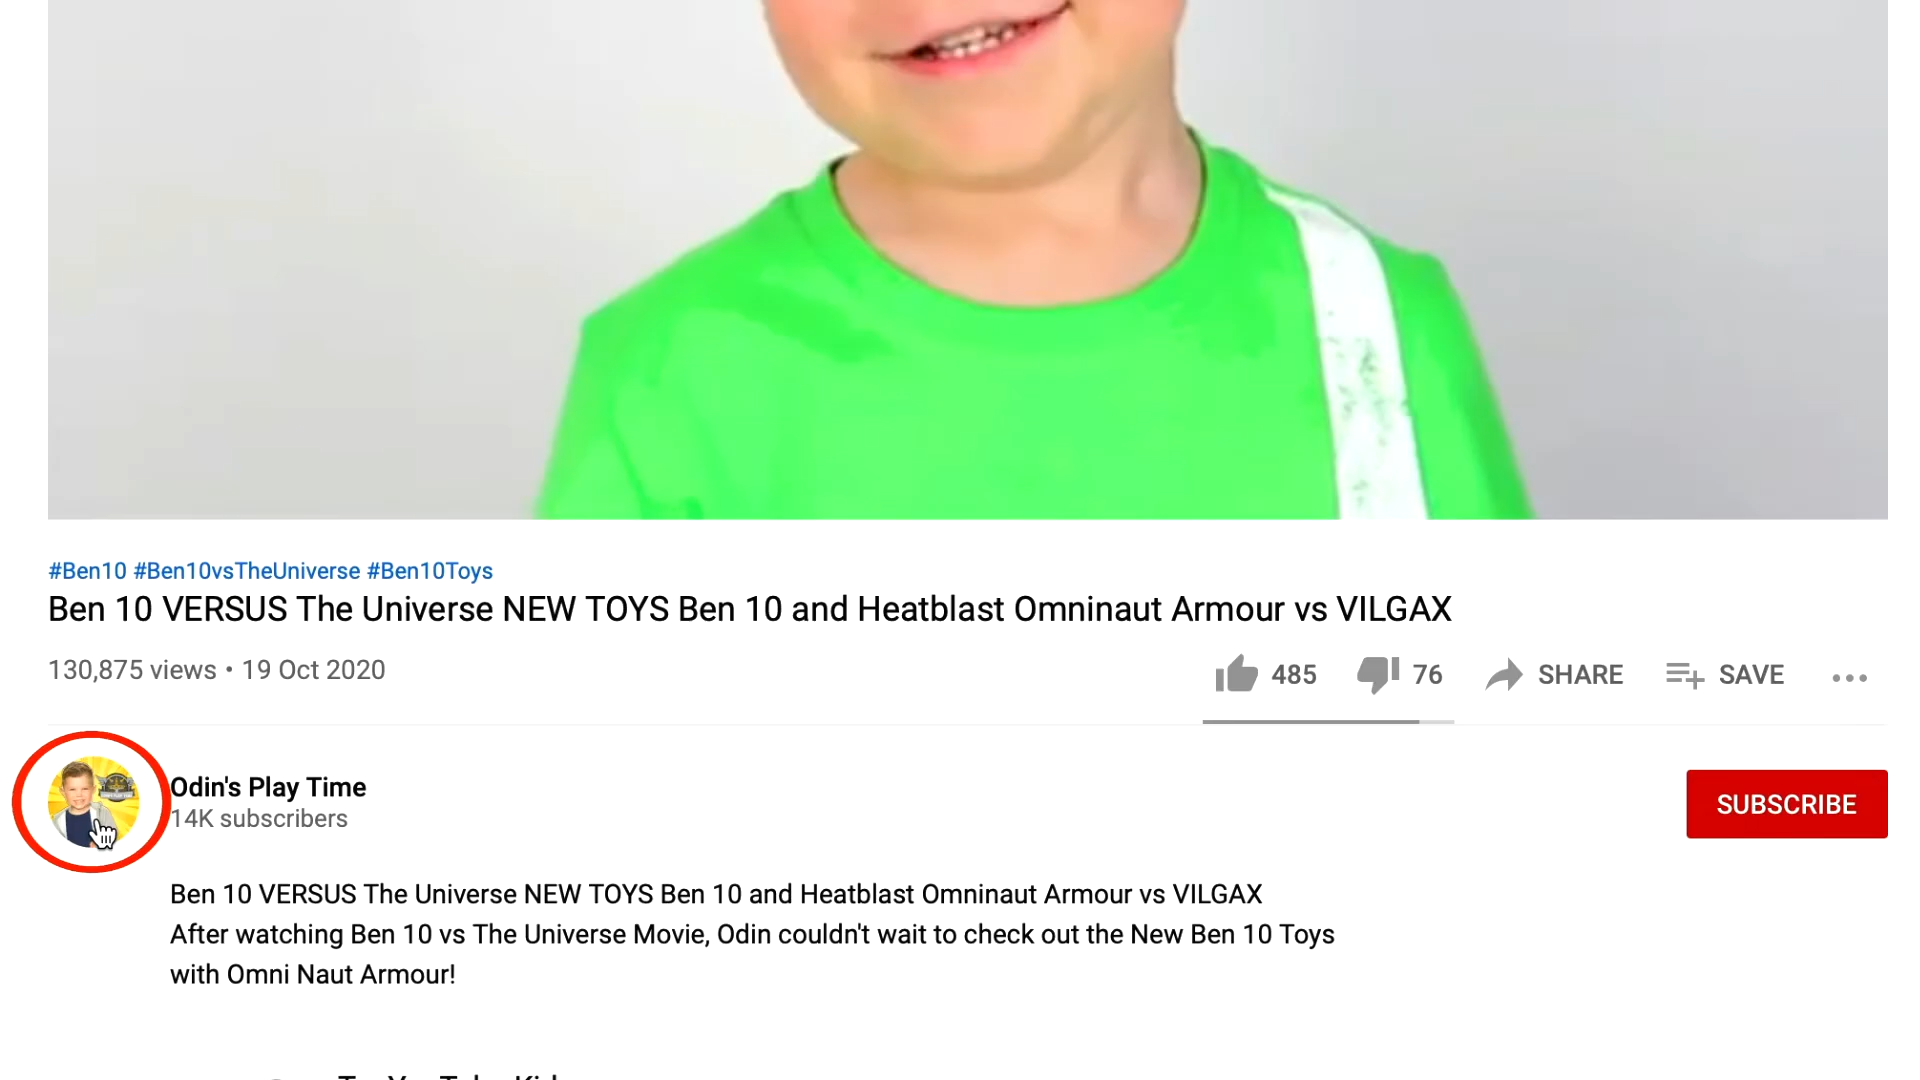 #Ben10 #Ben10vsTheUniverse #Ben10Toys
Ben 10 VERSUS The Universe NEW TOYS Ben 10 and Heatblast Omninaut Armour vs VILGAX
130,875 views • 19 Oct 2020
485 76 SHARE SAVE
Odin's Play Time
14K subscribers
SUBSCRIBE
Ben 10 VERSUS The Universe NEW TOYS Ben 10 and Heatblast Omninaut Armour vs VILGAX
After watching Ben 10 vs The Universe Movie, Odin couldn't wait to check out the New Ben 10 Toys
with Omni Naut Armour!